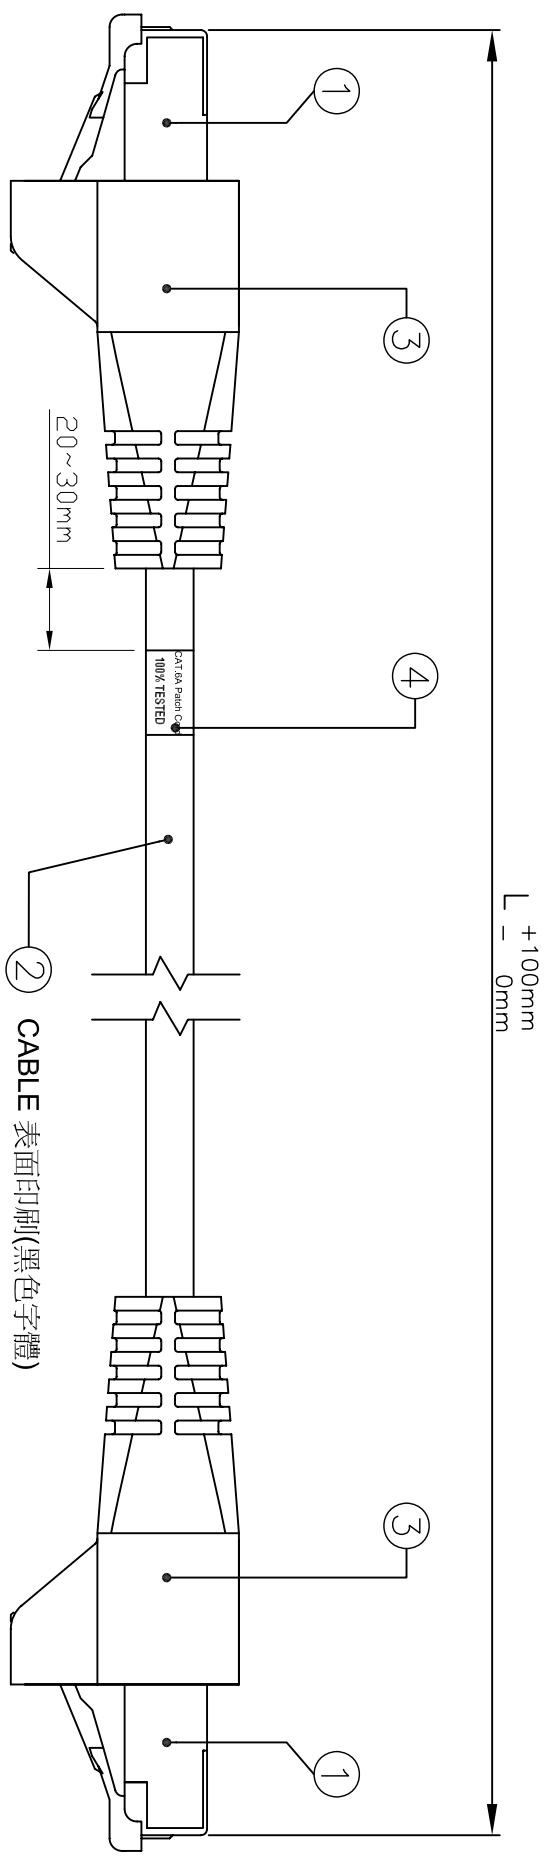 L +100mm
- 0mm
①
③
④
③
①
20~30mm
CAT.6A Patch
100% TESTED
② CABLE 表面印刷(黑色字體)